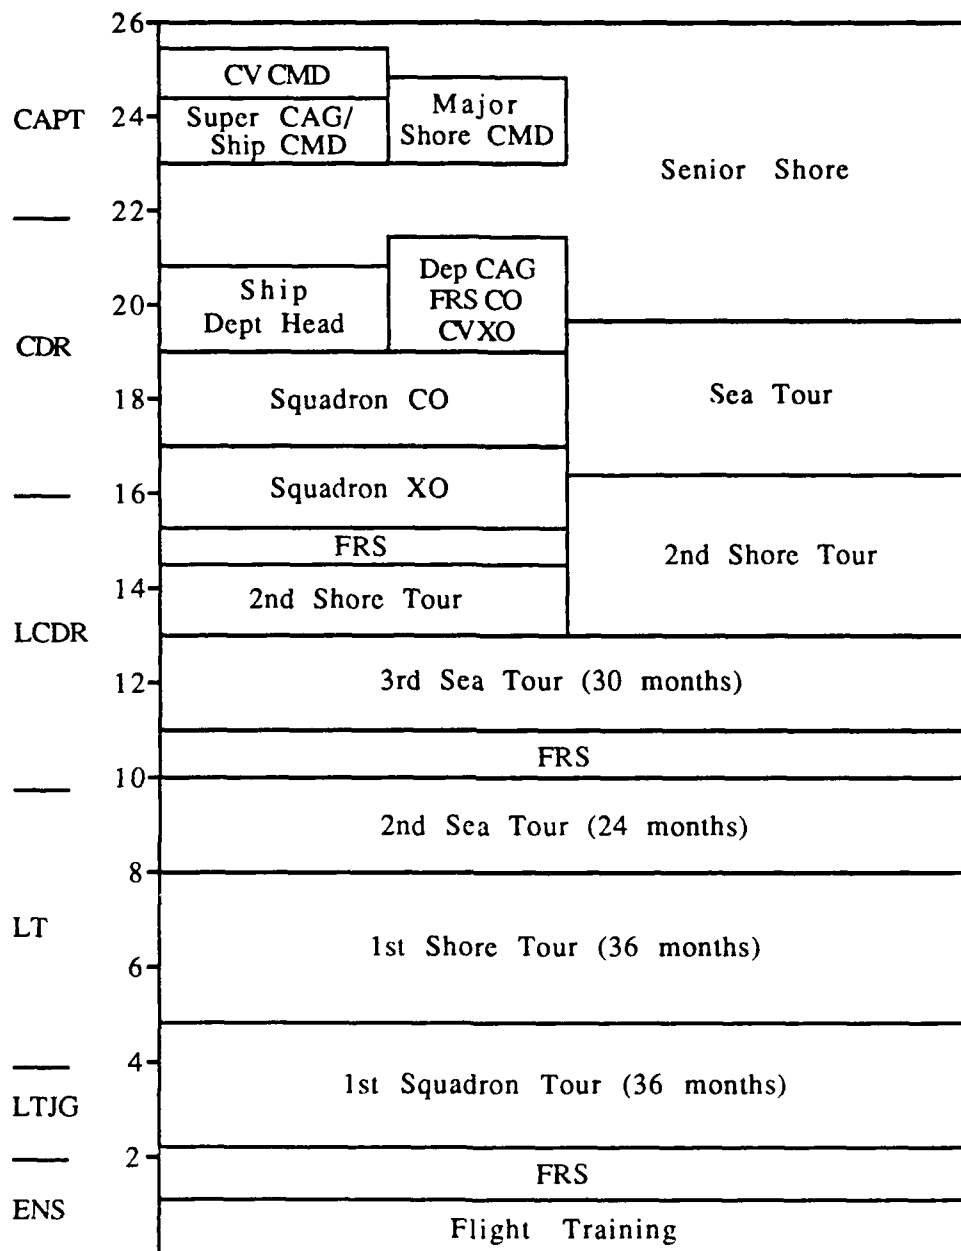 26
CV CMD
CAPT
24
Super CAG/
Ship CMD
Major
Shore CMD
Senior Shore
22
Dep CAG
FRS CO
CVXO
Ship
Dept Head
20
CDR
Sea Tour
18
Squadron CO
16
Squadron XO
FRS
2nd Shore Tour
14
2nd Shore Tour
LCDR
12
3rd Sea Tour (30 months)
FRS
10
2nd Sea Tour (24 months)
8
LT
1st Shore Tour (36 months)
6
4
1st Squadron Tour (36 months)
LTJG
2
FRS
ENS
Flight Training